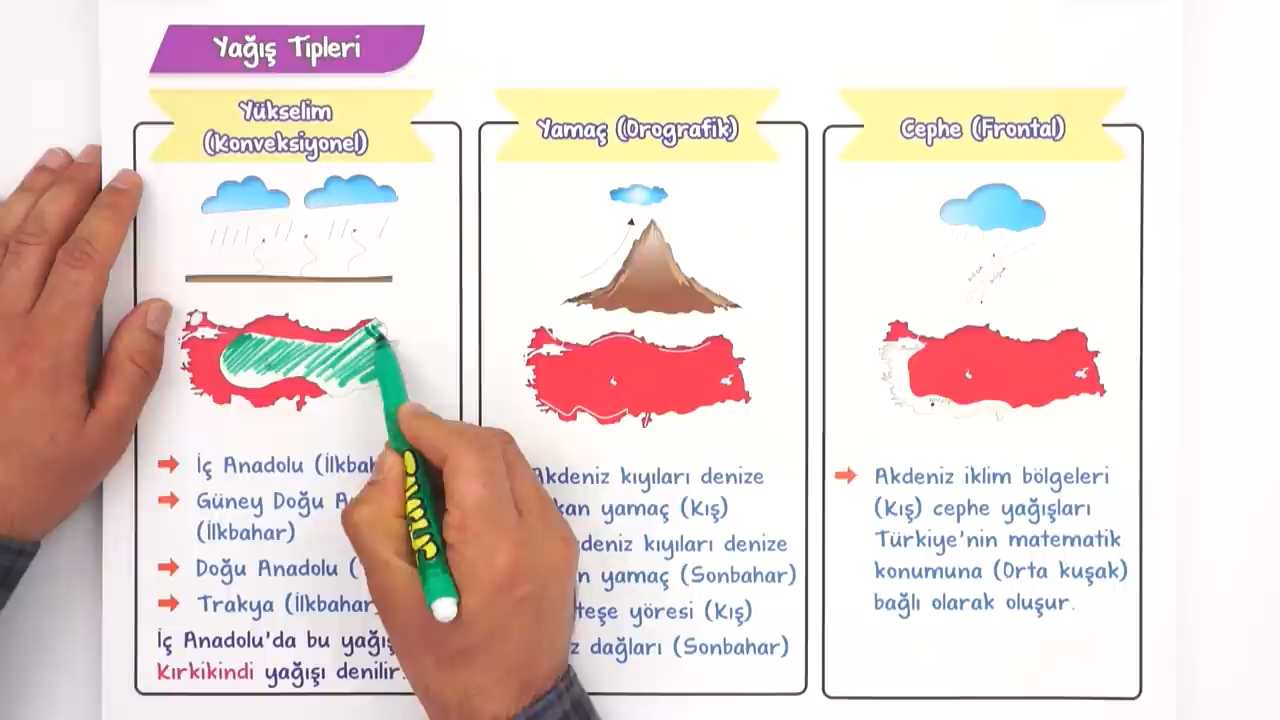 Yağış Tipleri
Yükselim
(Konveksiyonel)
İç Anadolu (İlkba
Güney Doğu A
(İlkbahar)
Doğu Anadolu (
Trakya (İlkbahar
İç Anadolu'da bu yağış
Kırkikindi yağışı denilir.
Yamaç (Orografik)
Akdeniz kıyıları denize
kan yamaç (Kış)
deniz kıyıları denize
n yamaç (Sonbahar)
teşe yöresi (Kış)
z dağları (Sonbahar)
Cephe (Frontal)
Akdeniz iklim bölgeleri
(Kış) cephe yağışları
Türkiye'nin matematik
konumuna (Orta kuşak)
bağlı olarak oluşur.